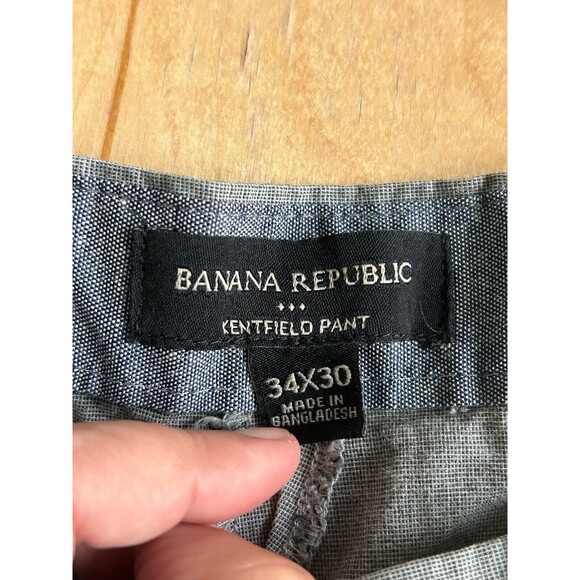 BANANA REPUBLIC
KENTFIELD PANT
34X30
MADE IN
BANGLADESH